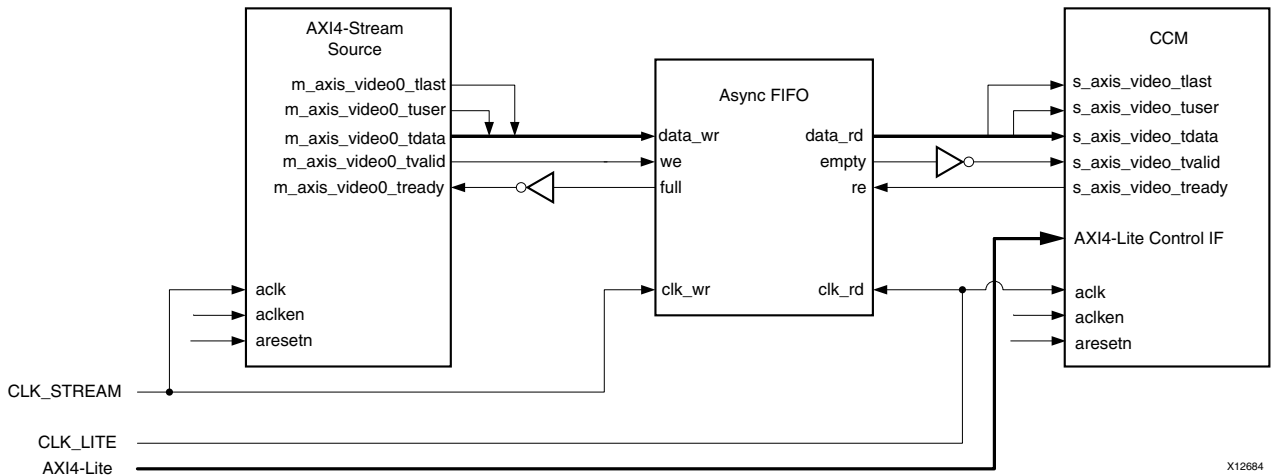 AXI4-Stream
Source
m_axis_video0_tlast
m_axis_video0_tuser
m_axis_video0_tdata
m_axis_video0_tvalid
m_axis_video0_tready
aclk
aclken
aresetn
Async FIFO
data_wr
we
full
clk_wr
data_rd
empty
re
clk_rd
CCM
s_axis_video_tlast
s_axis_video_tuser
s_axis_video_tdata
s_axis_video_tvalid
s_axis_video_tready
AXI4-Lite Control IF
aclk
aclken
aresetn
CLK_STREAM
CLK_LITE
AXI4-Lite
X12684